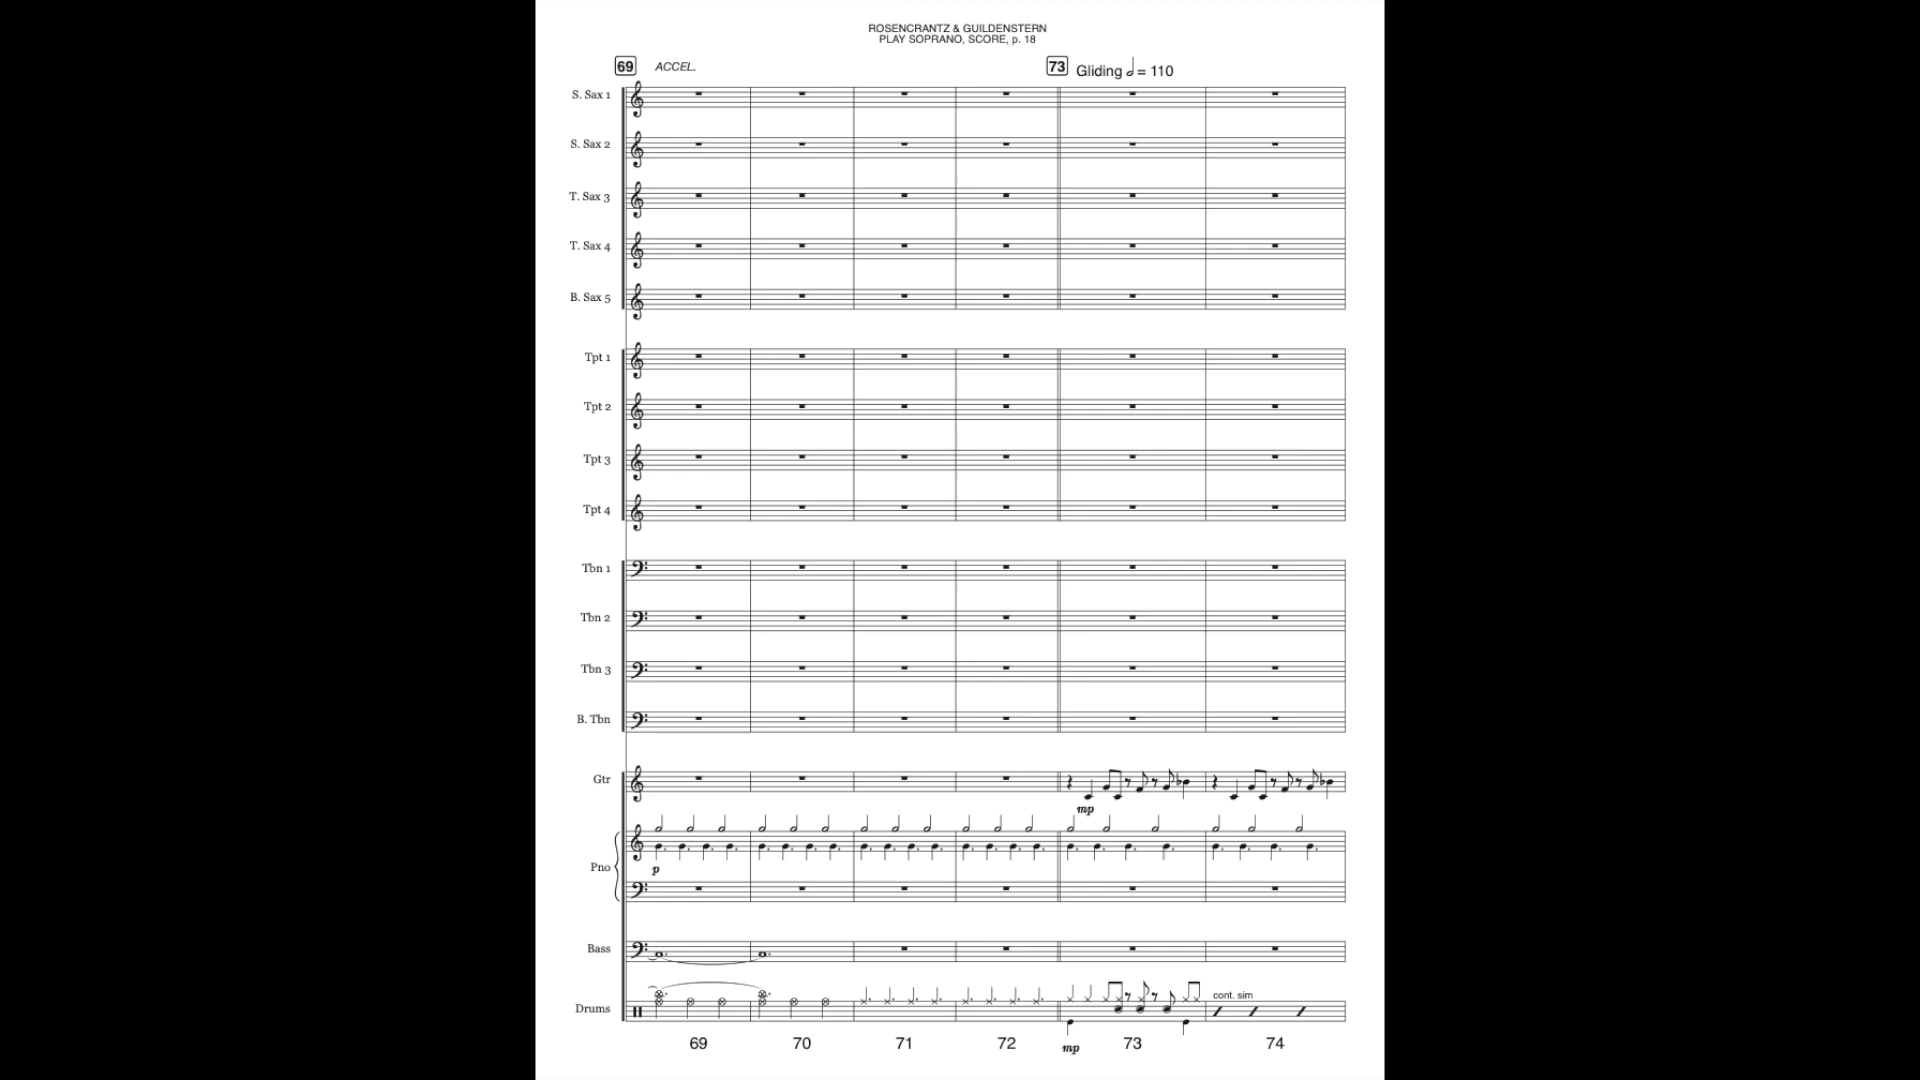 ROSENCRANTZ & GUILDENSTERN
PLAY SOPRANO, SCORE, p. 18
69 ACCEL. 73 Gliding 𝅗𝅥 = 110
S. Sax 1
S. Sax 2
T. Sax 3
T. Sax 4
B. Sax 5
Tpt 1
Tpt 2
Tpt 3
Tpt 4
Tbn 1
Tbn 2
Tbn 3
B. Tbn
Gtr
mp
Pno
p
Bass
Drums
cont. sim
mp
69 70 71 72 73 74